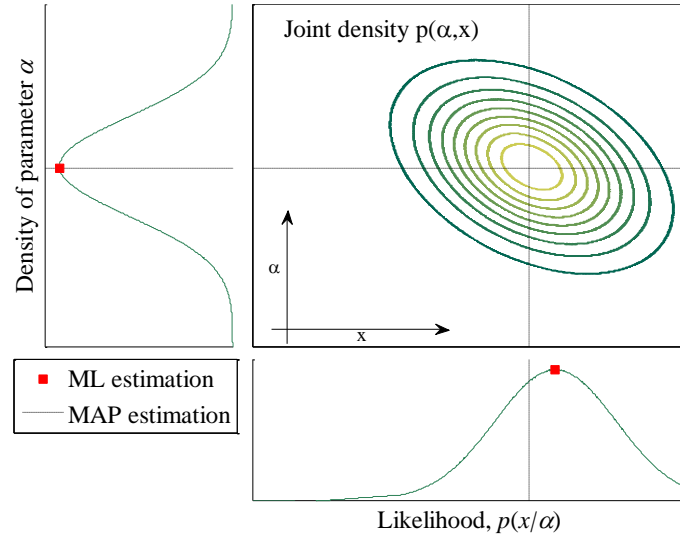 Joint density p(α,x)
Density of parameter α
α
x
ML estimation
MAP estimation
Likelihood, p(x/α)